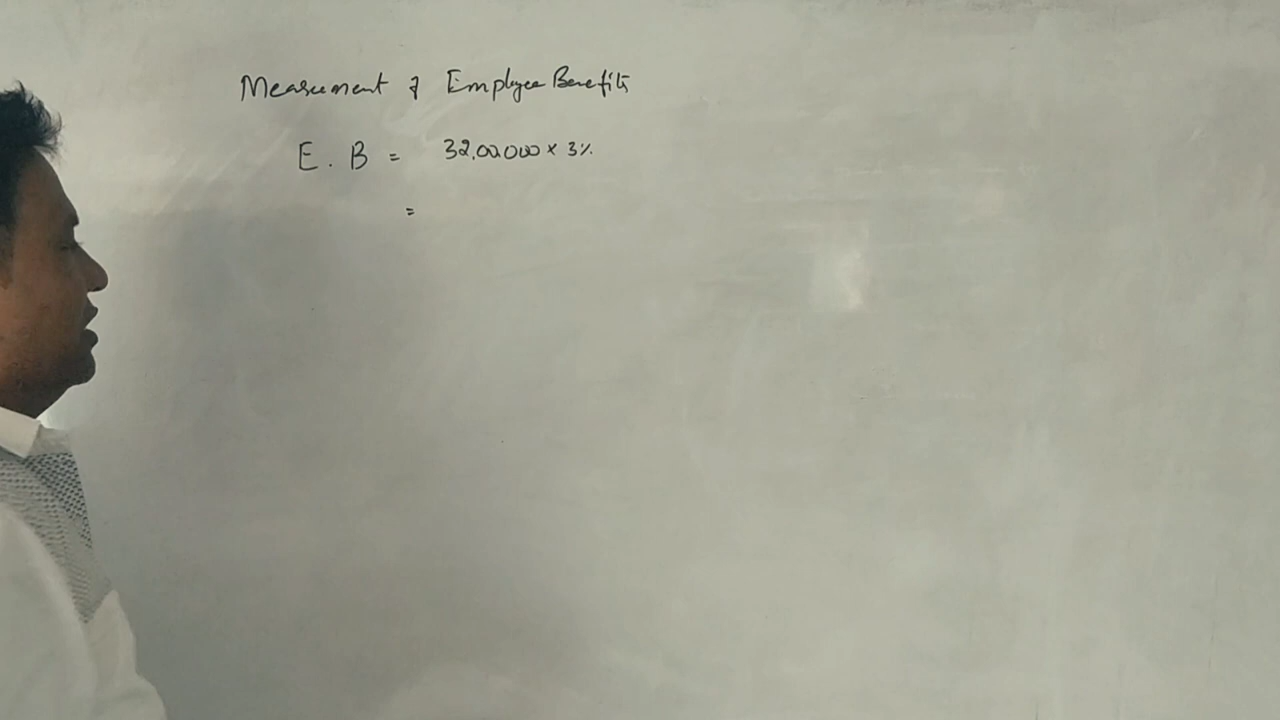 Measurement of Employee Benefits
E. B = 32,00,000 × 3%
=